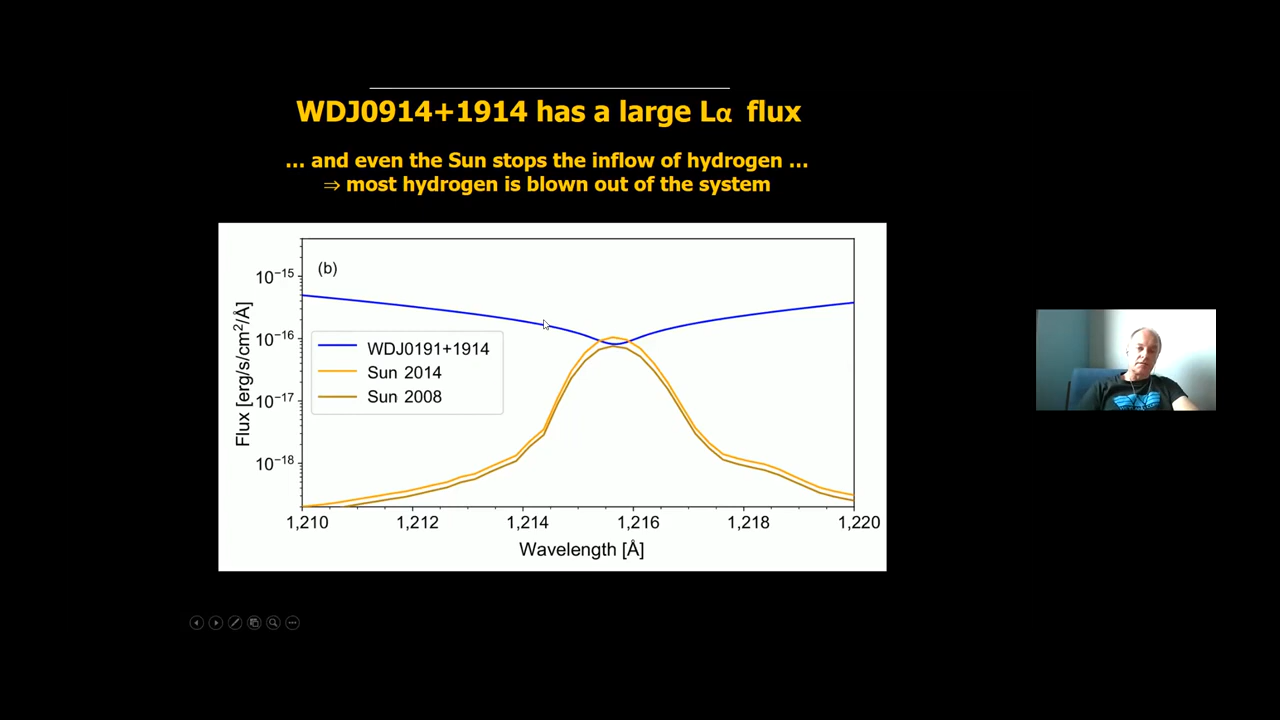 WDJ0914+1914 has a large Lα flux
... and even the Sun stops the inflow of hydrogen ...
⇒ most hydrogen is blown out of the system
(b)
10⁻¹⁵
10⁻¹⁶
10⁻¹⁷
10⁻¹⁸
Flux [erg/s/cm²/Å]
WDJ0191+1914
Sun 2014
Sun 2008
1,210 1,212 1,214 1,216 1,218 1,220
Wavelength [Å]